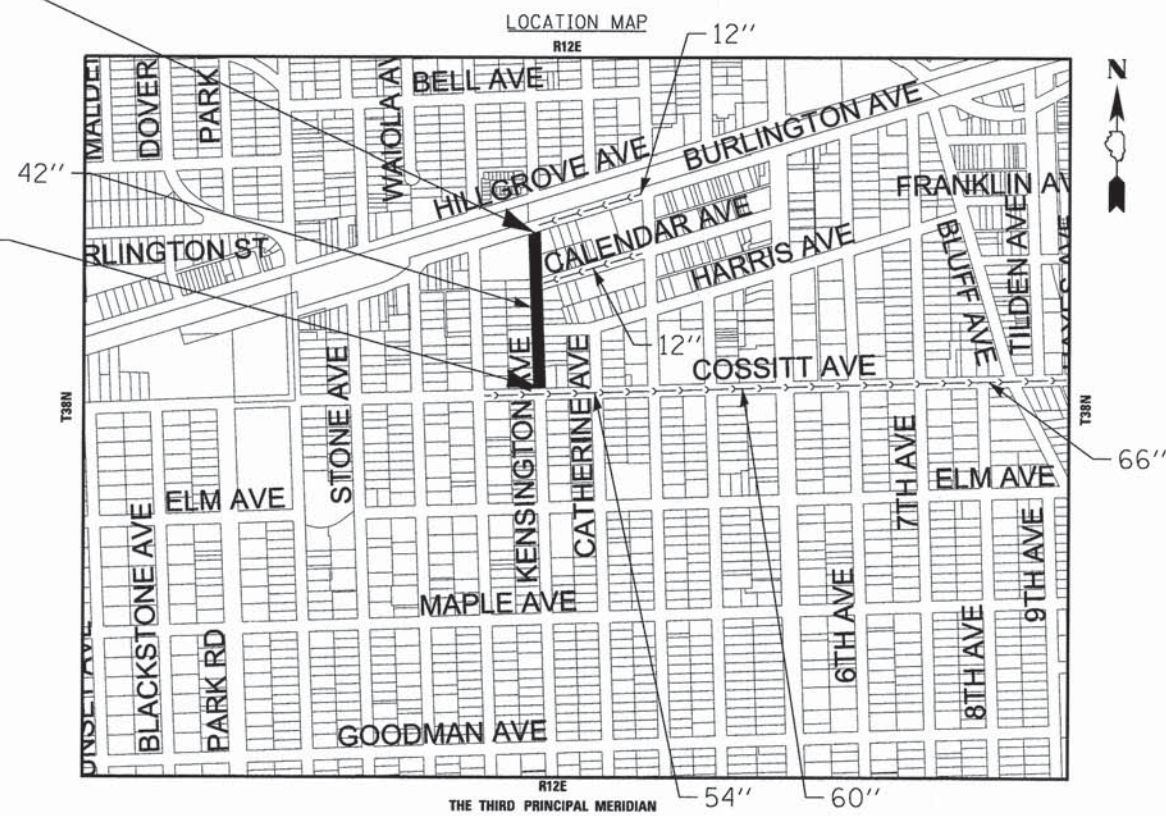 LOCATION MAP
R12E
12"
N
DOVER
PARK
BELL AVE
BURLINGTON AVE
42"
HILLGROVE AVE
FRANKLIN AV
CALENDAR AVE
RLINGTON ST
HARRIS AVE
BLUFF AVE
TILDEN AVE
12"
COSSITT AVE
STONE AVE
KENSINGTON AVE
CATHERINE AVE
T38N
T38N
7TH AVE
66"
ELM AVE
ELM AVE
BLACKSTONE AVE
MAPLE AVE
9TH AVE
6TH AVE
8TH AVE
PARK RD
GOODMAN AVE
R12E
54"
60"
THE THIRD PRINCIPAL MERIDIAN